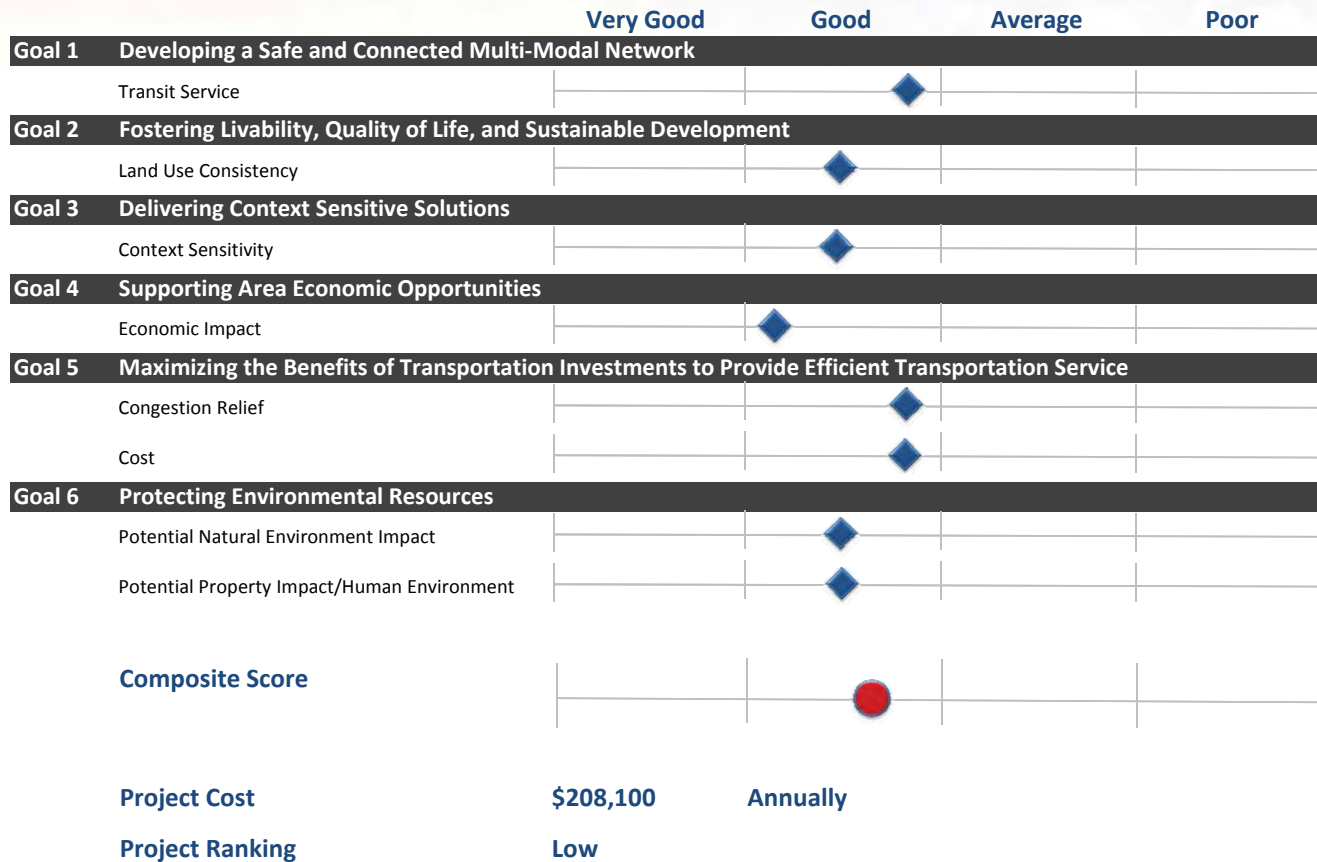 Very Good Good Average Poor
Goal 1 Developing a Safe and Connected Multi-Modal Network
Transit Service
Goal 2 Fostering Livability, Quality of Life, and Sustainable Development
Land Use Consistency
Goal 3 Delivering Context Sensitive Solutions
Context Sensitivity
Goal 4 Supporting Area Economic Opportunities
Economic Impact
Goal 5 Maximizing the Benefits of Transportation Investments to Provide Efficient Transportation Service
Congestion Relief
Cost
Goal 6 Protecting Environmental Resources
Potential Natural Environment Impact
Potential Property Impact/Human Environment
Composite Score
Project Cost $208,100 Annually
Project Ranking Low